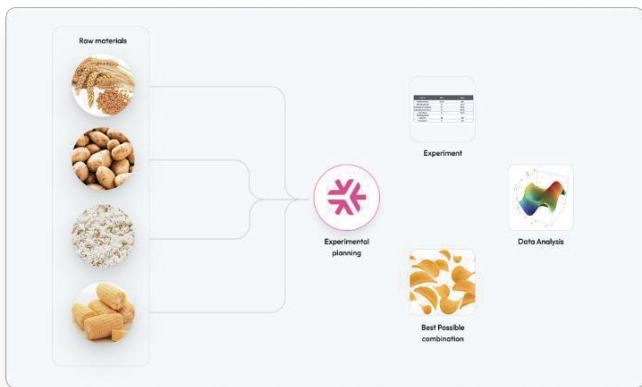 Raw materials
Experiment
Experimental
planning
Data Analysis
Best Possible
combination